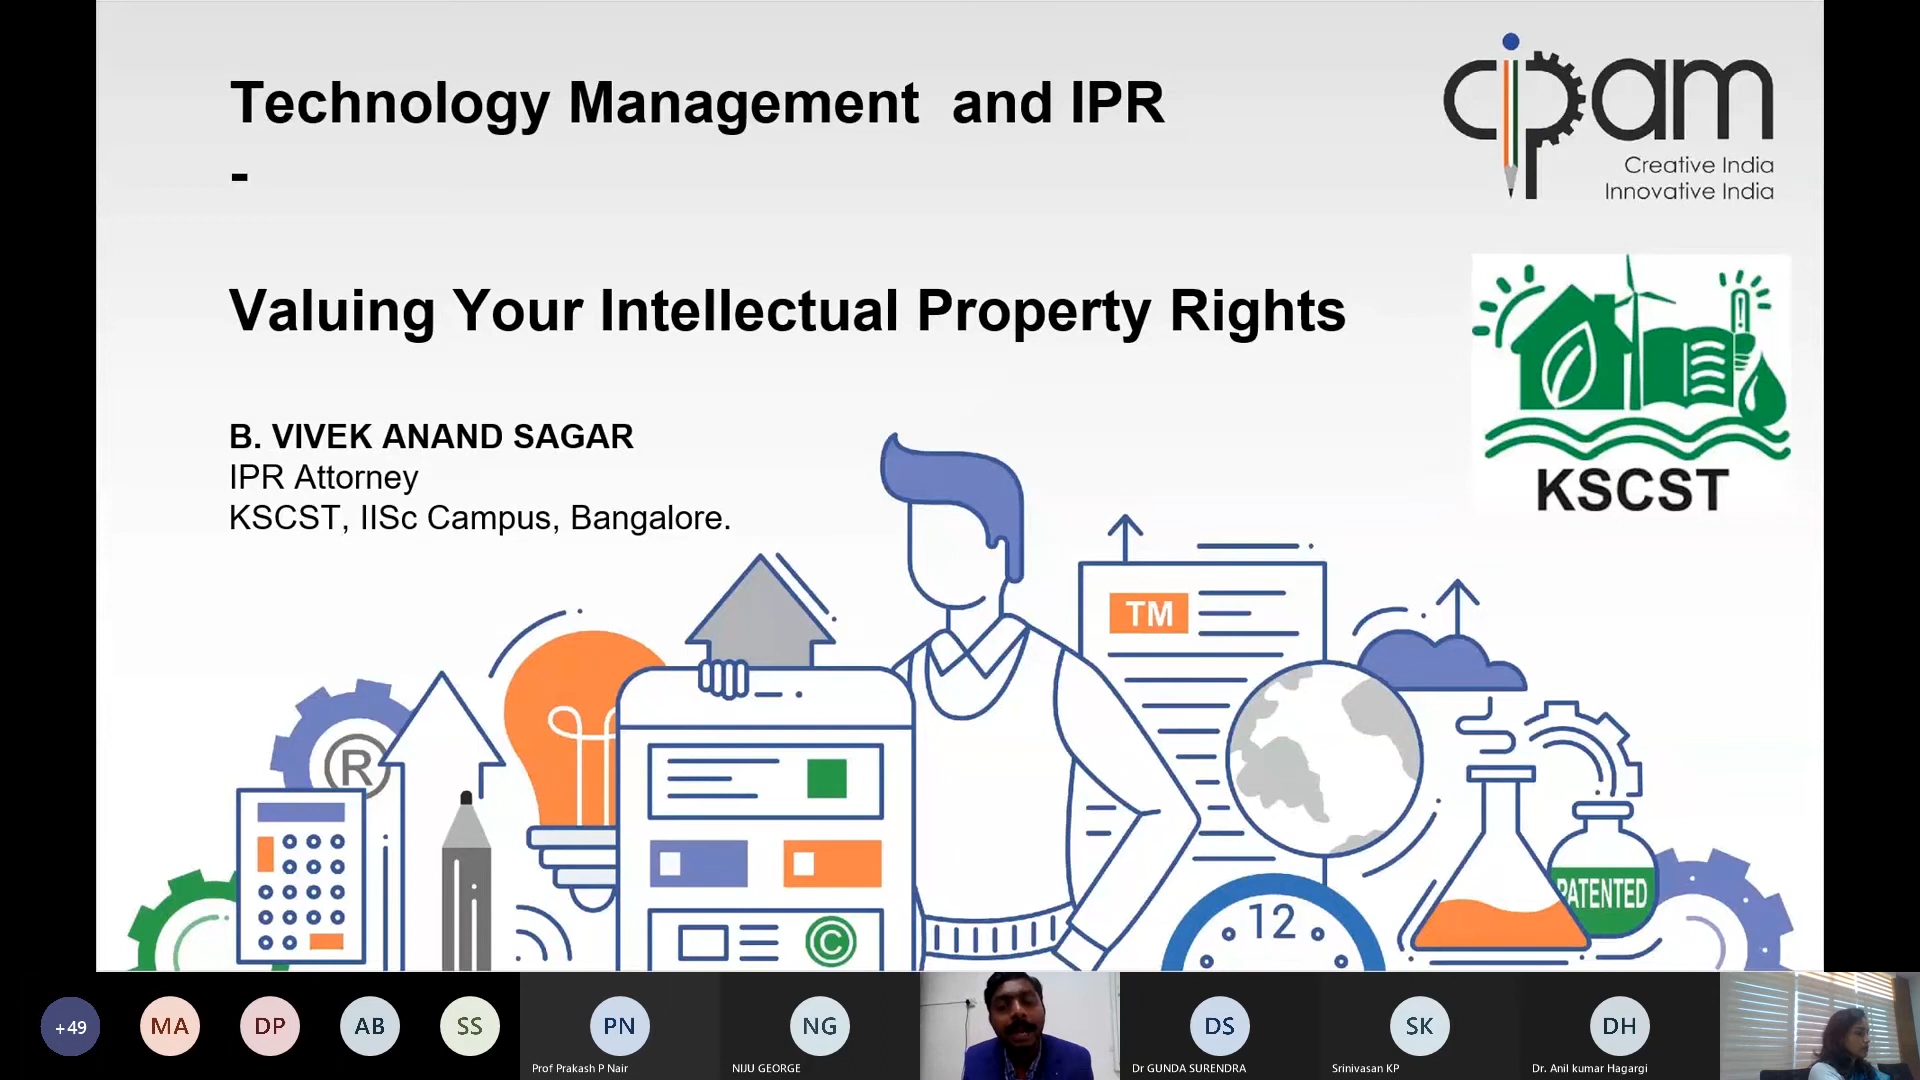 Technology Management  and IPR
-
Valuing Your Intellectual Property Rights
B. VIVEK ANAND SAGAR
IPR Attorney
KSCST, IISc Campus, Bangalore.
cipam
Creative India
Innovative India
KSCST
TM
R
C
12
PATENTED
+49
MA
DP
AB
SS
PN
Prof Prakash P Nair
NG
NIJU GEORGE
DS
Dr GUNDA SURENDRA
SK
Srinivasan KP
DH
Dr. Anil kumar Hagargi